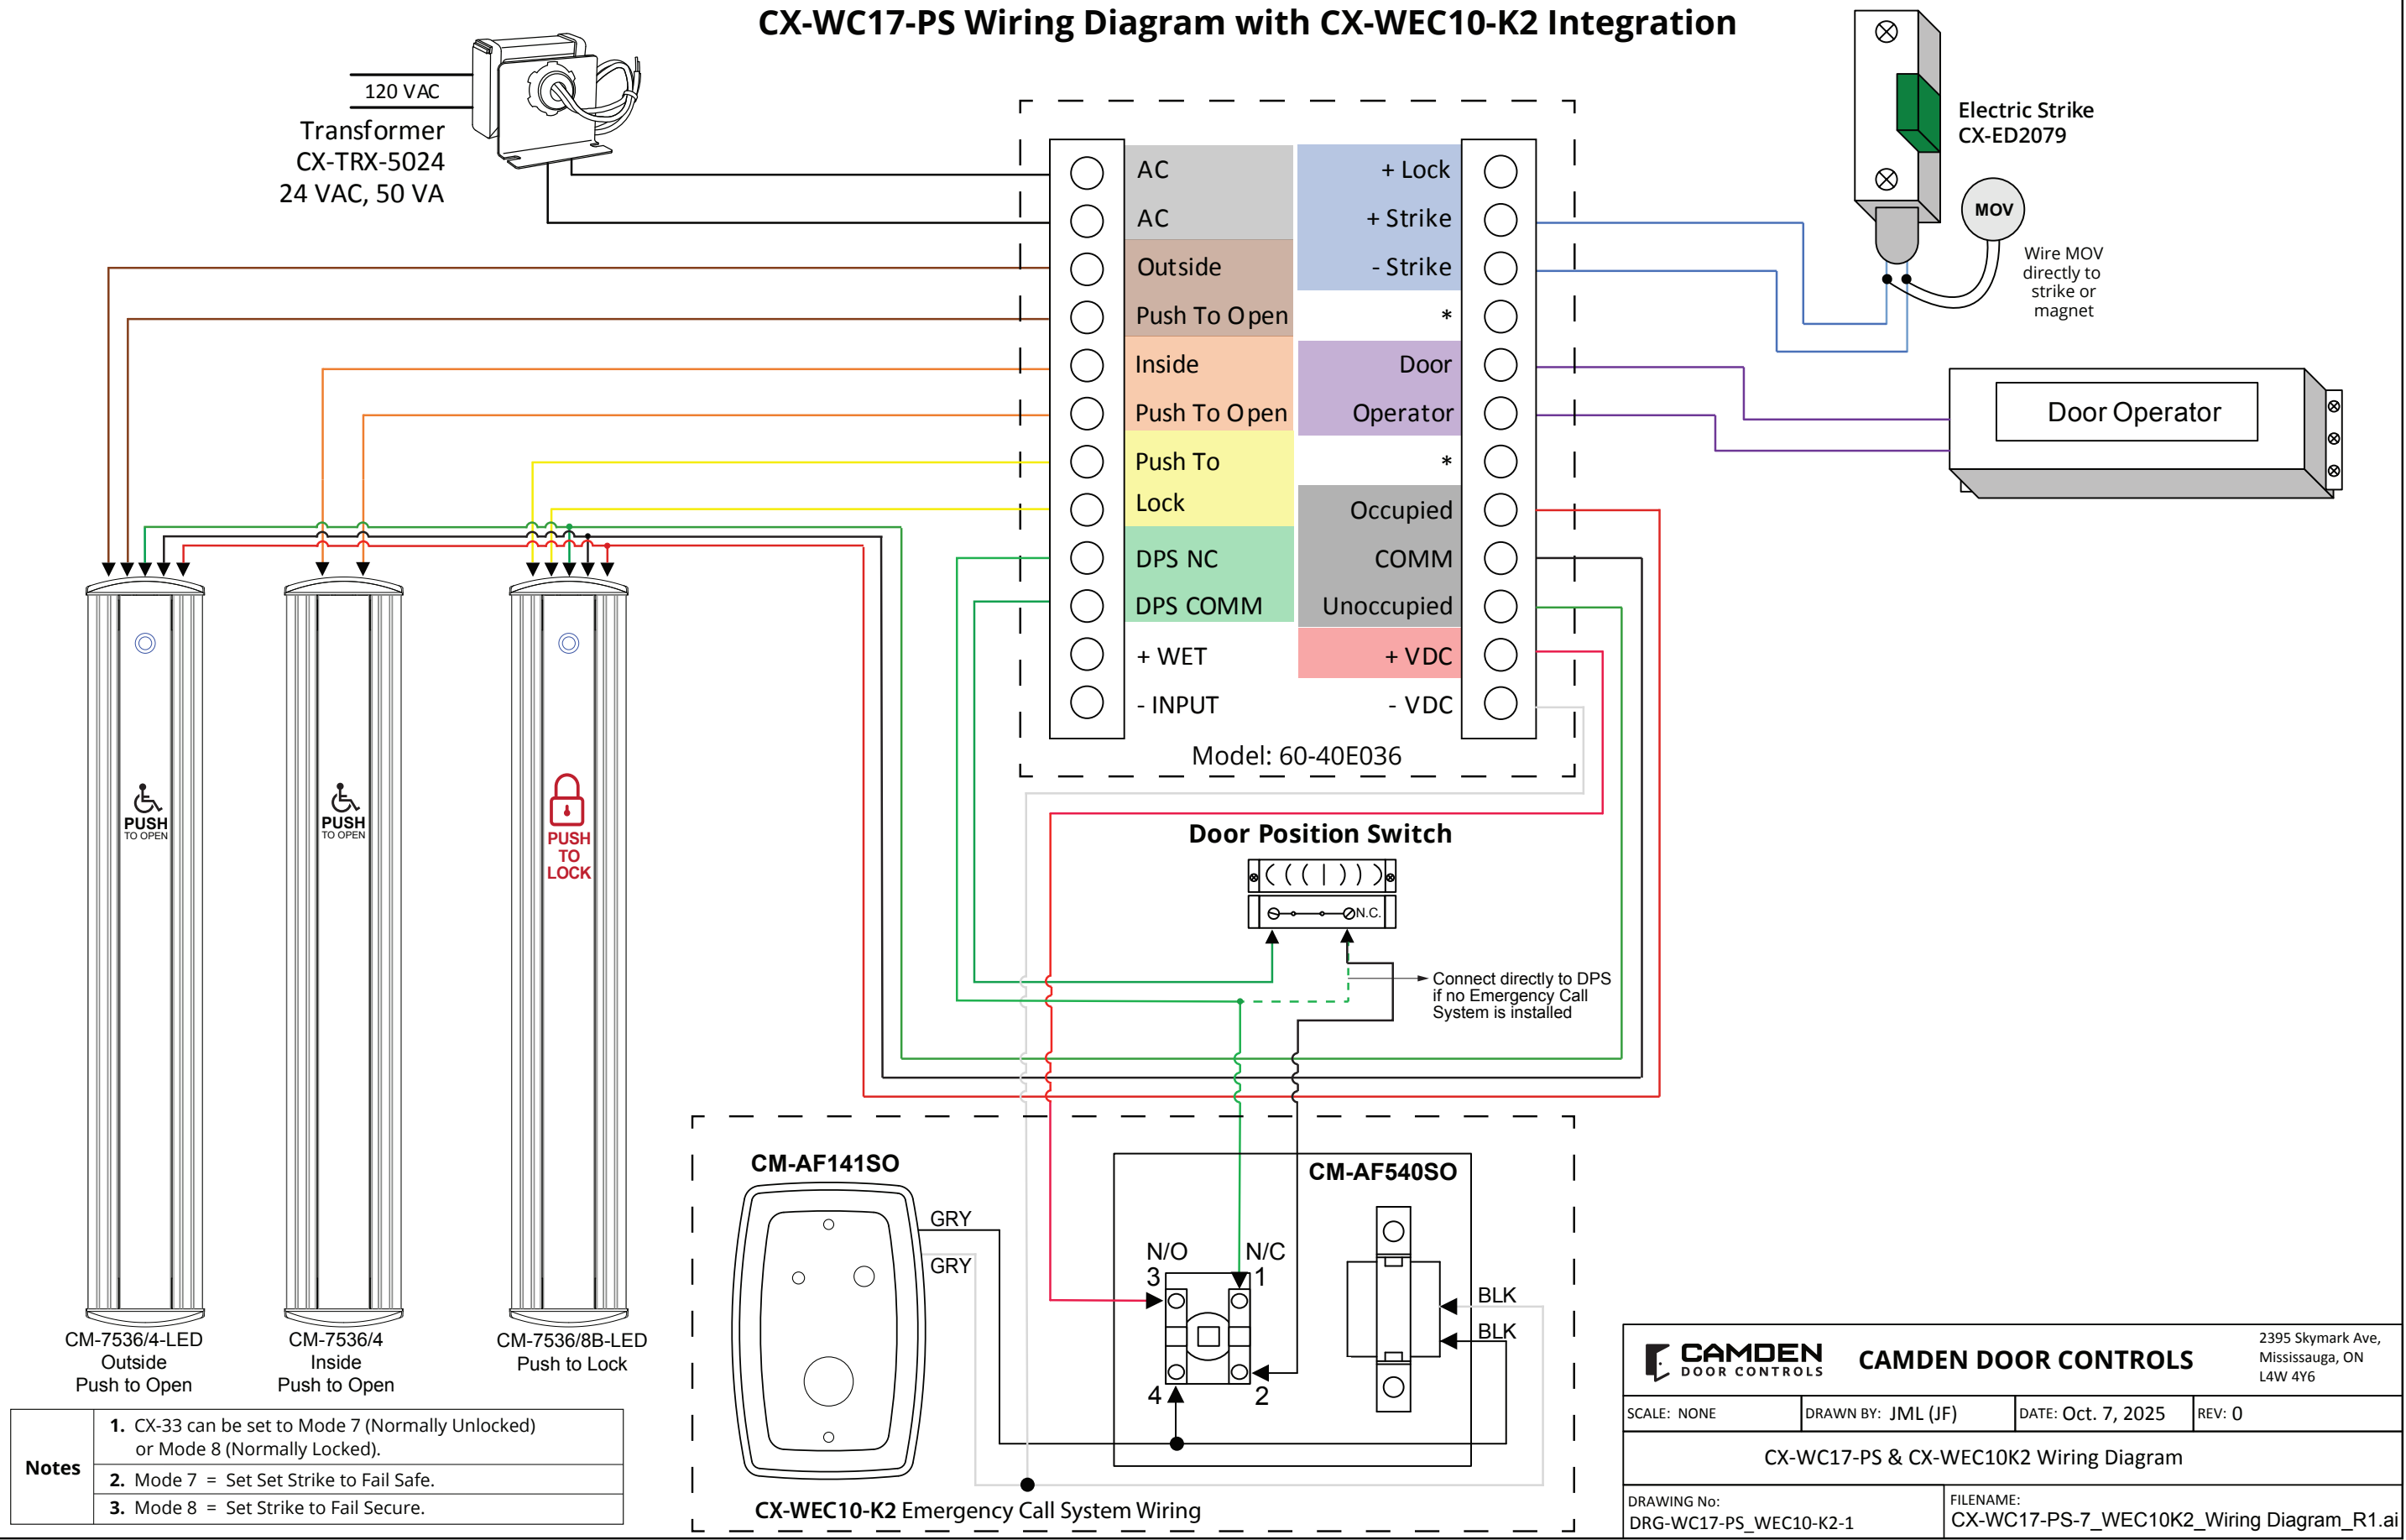 CX-WC17-PS Wiring Diagram with CX-WEC10-K2 Integration
120 VAC
Transformer
CX-TRX-5024
24 VAC, 50 VA
Electric Strike
CX-ED2079
MOV
Wire MOV
directly to
strike or
magnet
Door Operator
AC
AC
Outside
Push To Open
Inside
Push To Open
Push To
Lock
DPS NC
DPS COMM
+ WET
- INPUT
+ Lock
+ Strike
- Strike
*
Door
Operator
*
Occupied
COMM
Unoccupied
+ VDC
- VDC
Model: 60-40E036
PUSH
TO OPEN
PUSH
TO OPEN
PUSH
TO
LOCK
CM-7536/4-LED
Outside
Push to Open
CM-7536/4
Inside
Push to Open
CM-7536/8B-LED
Push to Lock
Door Position Switch
N.C.
Connect directly to DPS
if no Emergency Call
System is installed
CM-AF141SO
GRY
GRY
CM-AF540SO
N/O
3
N/C
1
4
2
BLK
BLK
CX-WEC10-K2 Emergency Call System Wiring
Notes
1. CX-33 can be set to Mode 7 (Normally Unlocked)
or Mode 8 (Normally Locked).
2. Mode 7 = Set Set Strike to Fail Safe.
3. Mode 8 = Set Strike to Fail Secure.
CAMDEN
DOOR CONTROLS
CAMDEN DOOR CONTROLS
2395 Skymark Ave,
Mississauga, ON
L4W 4Y6
SCALE: NONE
DRAWN BY: JML (JF)
DATE: Oct. 7, 2025
REV: 0
CX-WC17-PS & CX-WEC10K2 Wiring Diagram
DRAWING No:
DRG-WC17-PS_WEC10-K2-1
FILENAME:
CX-WC17-PS-7_WEC10K2_Wiring Diagram_R1.ai